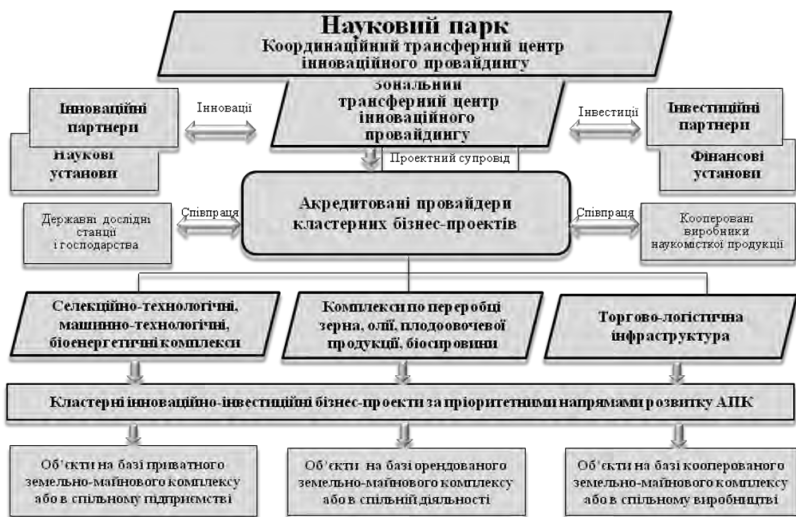 Науковий парк
Координаційний трансферний центр
інноваційного провайдингу
Зональний
трансферний центр
інноваційного
провайдингу
Інноваційні
партнери
Інновації
Інвестиції
Інвестиційні
партнери
Наукові
установи
Проектний супровід
Фінансові
установи
Державні дослідні
станції
і господарства
Співпраця
Акредитовані провайдери
кластерних бізнес-проектів
Співпраця
Кооперовані
виробники
наукомісткої продукції
Селекційно-технологічні,
машинно-технологічні,
біоенергетичні комплекси
Комплекси по переробці
зерна, олії, плодоовочевої
продукції, біосировини
Торгово-логістична
інфраструктура
Кластерні інноваційно-інвестиційні бізнес-проекти за пріоритетними напрямами розвитку АПК
Об’єкти на базі приватного
земельно-майнового комплексу
або в спільному підприємстві
Об’єкти на базі орендованого
земельно-майнового комплексу
або в спільній діяльності
Об’єкти на базі кооперованого
земельно-майнового комплексу
або в спільному виробництві